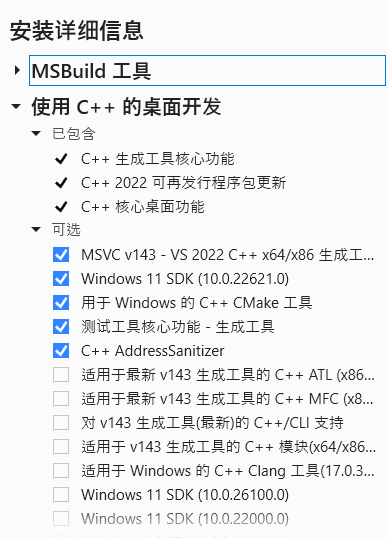 安装详细信息
MSBuild 工具
使用 C++ 的桌面开发
已包含
C++ 生成工具核心功能
C++ 2022 可再发行程序包更新
C++ 核心桌面功能
可选
MSVC v143 - VS 2022 C++ x64/x86 生成工...
Windows 11 SDK (10.0.22621.0)
用于 Windows 的 C++ CMake 工具
测试工具核心功能 - 生成工具
C++ AddressSanitizer
适用于最新 v143 生成工具的 C++ ATL (x86...
适用于最新 v143 生成工具的 C++ MFC (x8...
对 v143 生成工具(最新)的 C++/CLI 支持
适用于 v143 生成工具的 C++ 模块(x64/x86...
适用于 Windows 的 C++ Clang 工具(17.0.3...
Windows 11 SDK (10.0.26100.0)
Windows 11 SDK (10.0.22000.0)